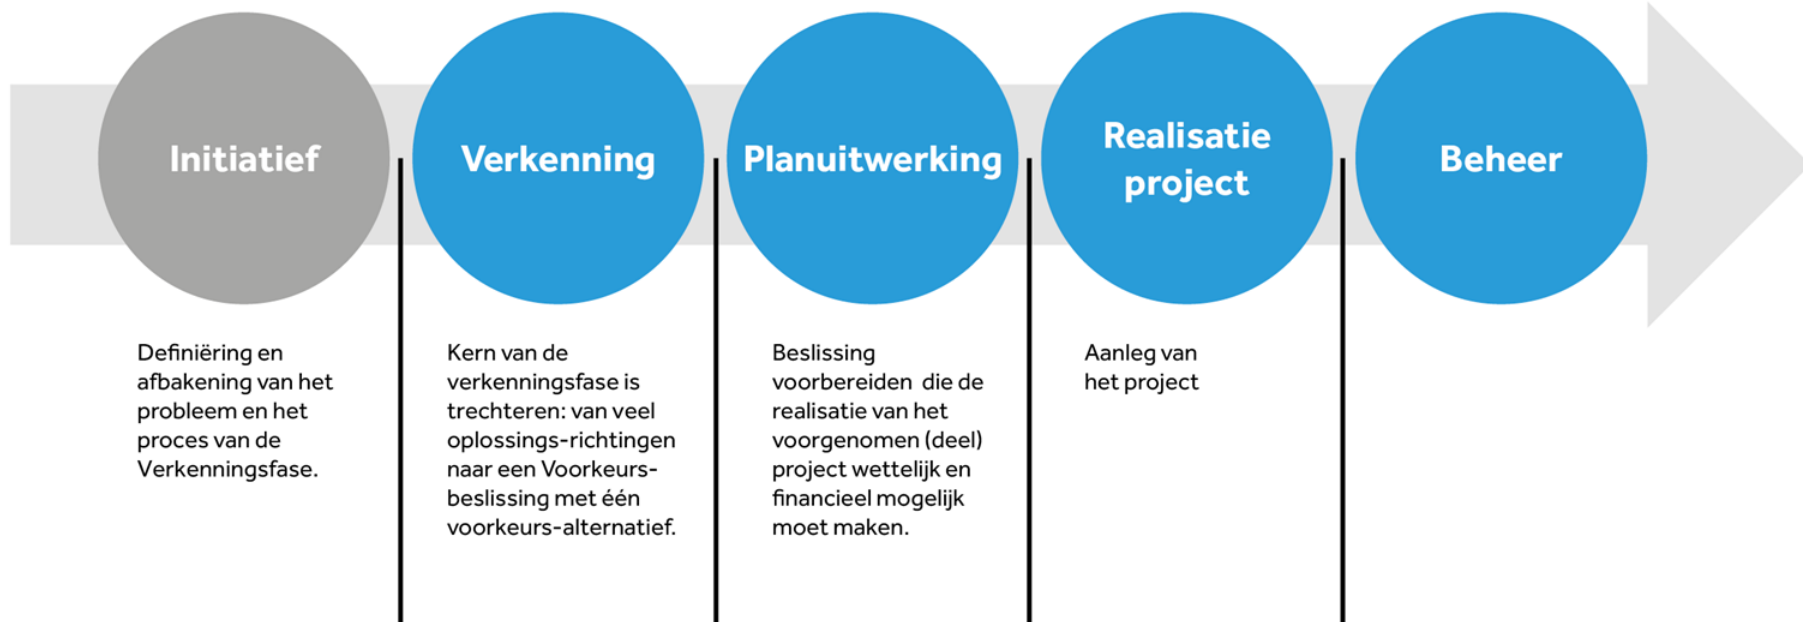 Initiatief
Verkenning
Planuitwerking
Realisatie
project
Beheer
Definiëring en
afbakening van het
probleem en het
proces van de
Verkenningsfase.
Kern van de
verkenningsfase is
trechteren: van veel
oplossings-richtingen
naar een Voorkeurs-
beslissing met één
voorkeurs-alternatief.
Beslissing
voorbereiden  die de
realisatie van het
voorgenomen (deel)
project wettelijk en
financieel mogelijk
moet maken.
Aanleg van
het project